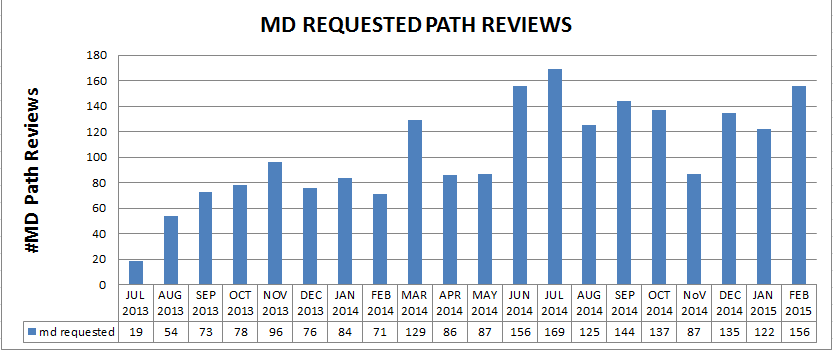 MD REQUESTED PATH REVIEWS
#MD Path Reviews
180
160
140
120
100
80
60
40
20
0
JUL AUG SEP OCT NOV DEC JAN FEB MAR APR MAY JUN JUL AUG SEP OCT NoV DEC JAN FEB
2013 2013 2013 2013 2013 2013 2014 2014 2014 2014 2014 2014 2014 2014 2014 2014 2014 2014 2015 2015
md requested 19 54 73 78 96 76 84 71 129 86 87 156 169 125 144 137 87 135 122 156